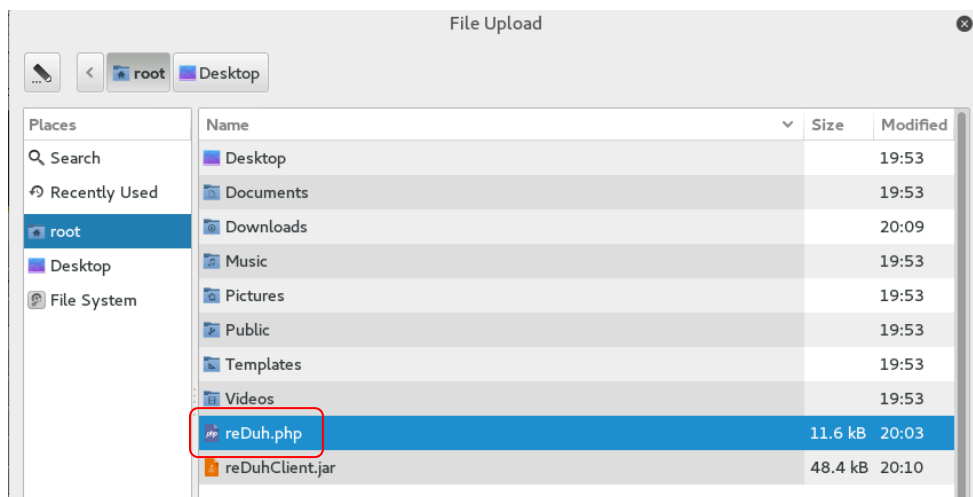 File Upload
root Desktop
Places Name Size Modified
Search Desktop 19:53
Recently Used Documents 19:53
root Downloads 20:09
Desktop Music 19:53
File System Pictures 19:53
Public 19:53
Templates 19:53
Videos 19:53
php reDuh.php 11.6 kB 20:03
reDuhClient.jar 48.4 kB 20:10